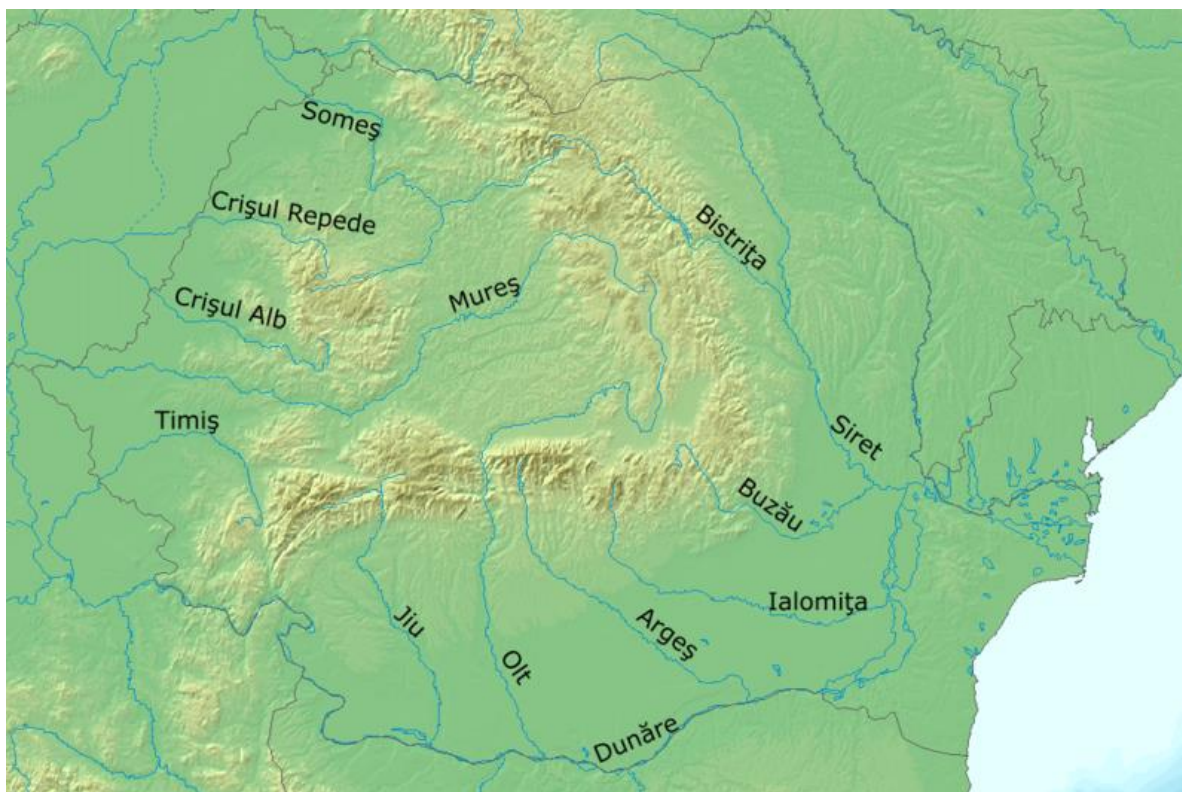 Someş
Crişul Repede
Bistriţa
Crişul Alb
Mureş
Timiş
Siret
Buzău
Ialomiţa
Jiu
Argeş
Olt
Dunăre